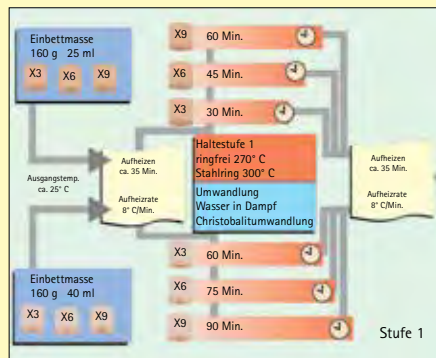 Einbettmasse
160 g 25 ml
X3 X6 X9
X9 60 Min.
X6 45 Min.
X3 30 Min.
Ausgangstemp.
ca. 25° C
Aufheizen
ca. 35 Min.
Aufheizrate
8° C/Min.
Haltestufe 1
ringfrei 270° C
Stahlring 300° C
Umwandlung
Wasser in Dampf
Christobalitumwandlung
Aufheizen
ca. 35 Min.
Aufheizrate
8° C/Min.
Einbettmasse
160 g 40 ml
X3 X6 X9
X3 60 Min.
X6 75 Min.
X9 90 Min.
Stufe 1